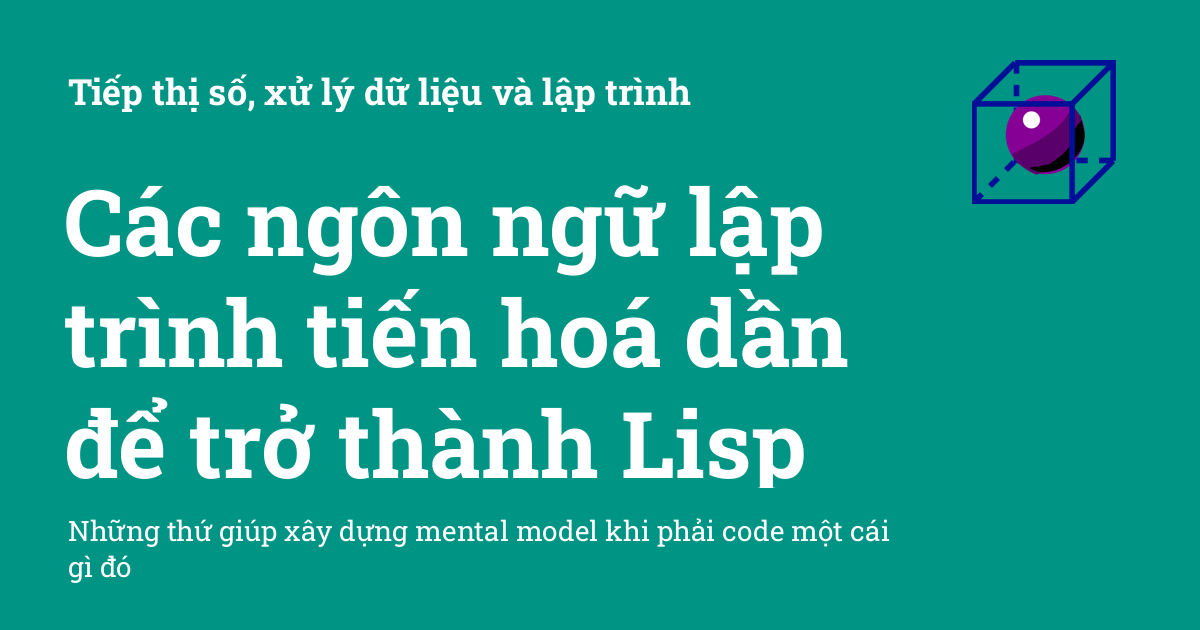 Tiếp thị số, xử lý dữ liệu và lập trình
Các ngôn ngữ lập
trình tiến hoá dần
để trở thành Lisp
Những thứ giúp xây dựng mental model khi phải code một cái
gì đó